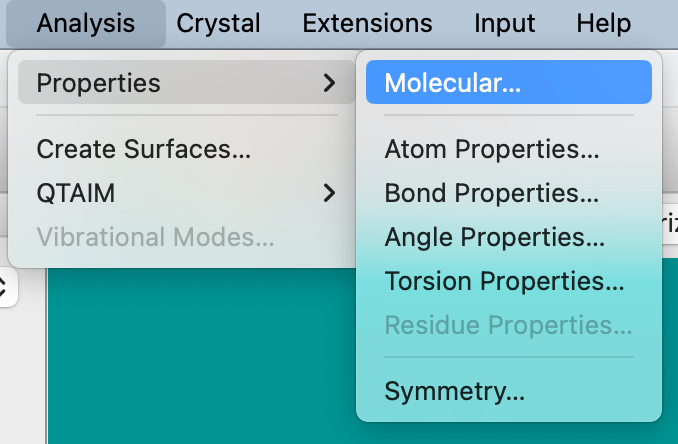 Analysis Crystal Extensions Input Help
Properties
Create Surfaces...
QTAIM
Vibrational Modes...
Molecular...
Atom Properties...
Bond Properties...
Angle Properties...
Torsion Properties...
Residue Properties...
Symmetry...